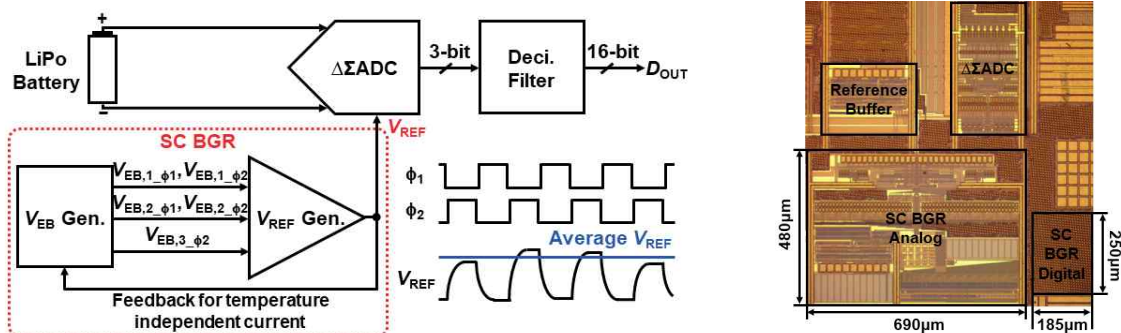 +
LiPo
Battery
-
ΔΣADC
3-bit
Deci.
Filter
16-bit
DOUT
VREF
SC BGR
VEB Gen.
VEB,1_ϕ1,VEB,1_ϕ2
VEB,2_ϕ1,VEB,2_ϕ2
VEB,3_ϕ2
VREF Gen.
Feedback for temperature
independent current
ϕ1
ϕ2
Average VREF
VREF
Reference
Buffer
ΔΣADC
480μm
SC BGR
Analog
SC
BGR
Digital
250μm
690μm
185μm